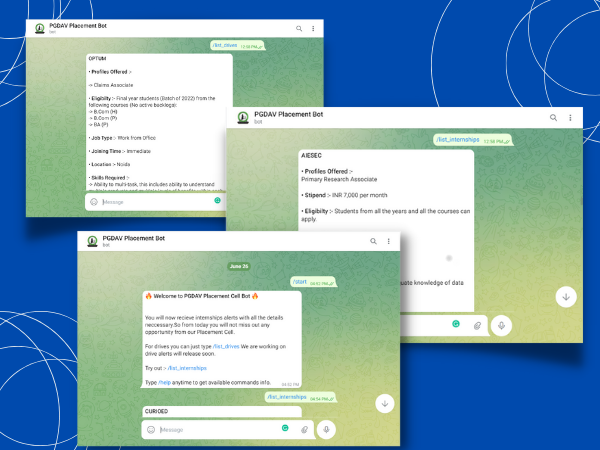 PGDAV Placement Bot
bot
/list_drives
12:58 PM
OPTUM
• Profiles Offered :-
-> Claims Associate
• Eligibilty :- Final year students (Batch of 2022) from the
following courses (No active backlogs):
-> B.Com (H)
-> B.Com (P)
-> BA (P)
• Job Type :- Work from Office
• Joining Time :- Immediate
• Location :- Noida
• Skills Required :-
-> Ability to multi-task, this includes ability to understand
Message
PGDAV Placement Bot
bot
/list_internships
12:58 PM
AIESEC
• Profiles Offered :-
Primary Research Associate
• Stipend :- INR 7,000 per month
• Eligibilty :- Students from all the years and all the courses can
apply.
uate knowledge of data
PGDAV Placement Bot
bot
June 26
/start
04:52 PM
🔥 Welcome to PGDAV Placement Cell Bot 🔥
You will now recieve internships alerts with all the details
neccessary.So from today you will not miss out any
opportunity from our Placement Cell.
For drives you can just type /list_drives We are working on
drive alerts will release soon.
Try out :- /list_internships
Type /help anytime to get available commands info.
04:52 PM
/list_internships
04:54 PM
CURIOED
Message